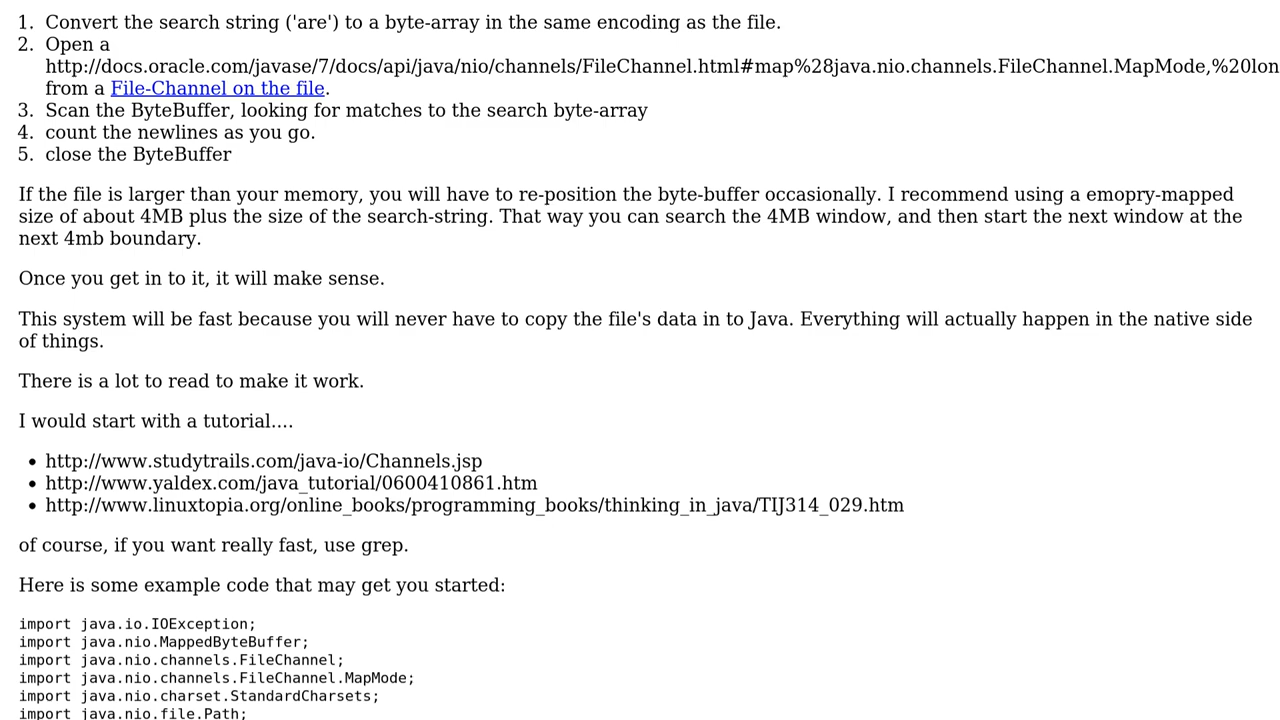 1. Convert the search string ('are') to a byte-array in the same encoding as the file.
2. Open a
http://docs.oracle.com/javase/7/docs/api/java/nio/channels/FileChannel.html#map%28java.nio.channels.FileChannel.MapMode,%20lon
from a File-Channel on the file.
3. Scan the ByteBuffer, looking for matches to the search byte-array
4. count the newlines as you go.
5. close the ByteBuffer
If the file is larger than your memory, you will have to re-position the byte-buffer occasionally. I recommend using a emopry-mapped
size of about 4MB plus the size of the search-string. That way you can search the 4MB window, and then start the next window at the
next 4mb boundary.
Once you get in to it, it will make sense.
This system will be fast because you will never have to copy the file's data in to Java. Everything will actually happen in the native side
of things.
There is a lot to read to make it work.
I would start with a tutorial....
• http://www.studytrails.com/java-io/Channels.jsp
• http://www.yaldex.com/java_tutorial/0600410861.htm
• http://www.linuxtopia.org/online_books/programming_books/thinking_in_java/TIJ314_029.htm
of course, if you want really fast, use grep.
Here is some example code that may get you started:
import java.io.IOException;
import java.nio.MappedByteBuffer;
import java.nio.channels.FileChannel;
import java.nio.channels.FileChannel.MapMode;
import java.nio.charset.StandardCharsets;
import java.nio.file.Path;